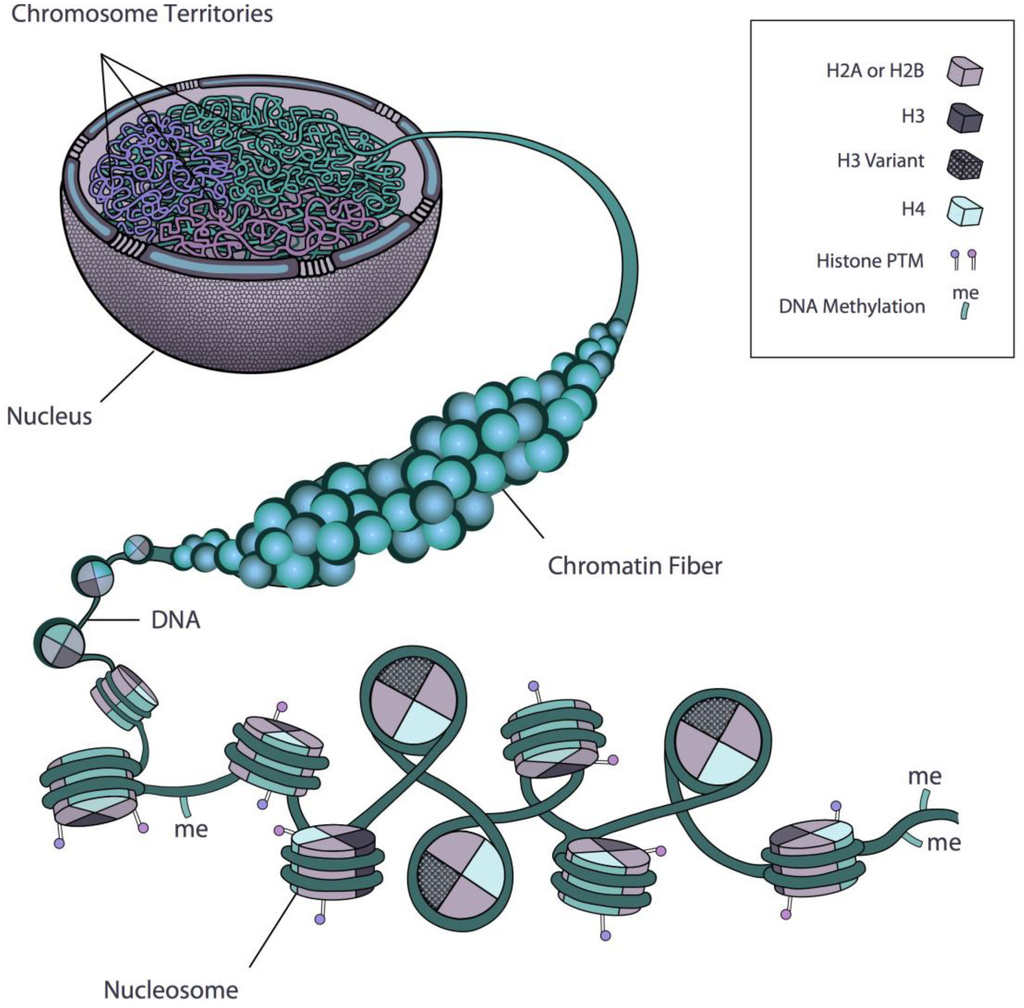 Chromosome Territories
H2A or H2B
H3
H3 Variant
H4
Histone PTM
me
DNA Methylation
Nucleus
Chromatin Fiber
DNA
me
me
me
Nucleosome